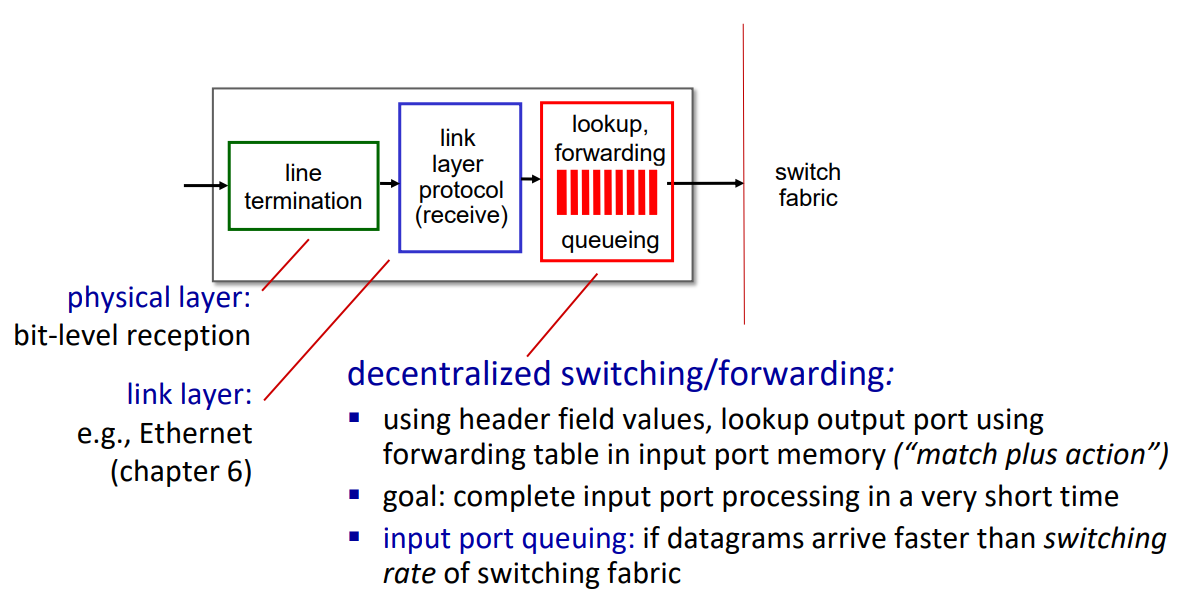 line
termination
link
layer
protocol
(receive)
lookup,
forwarding
queueing
switch
fabric
physical layer:
bit-level reception
link layer:
e.g., Ethernet
(chapter 6)
decentralized switching/forwarding:
▪ using header field values, lookup output port using
forwarding table in input port memory (“match plus action”)
▪ goal: complete input port processing in a very short time
▪ input port queuing: if datagrams arrive faster than switching
rate of switching fabric